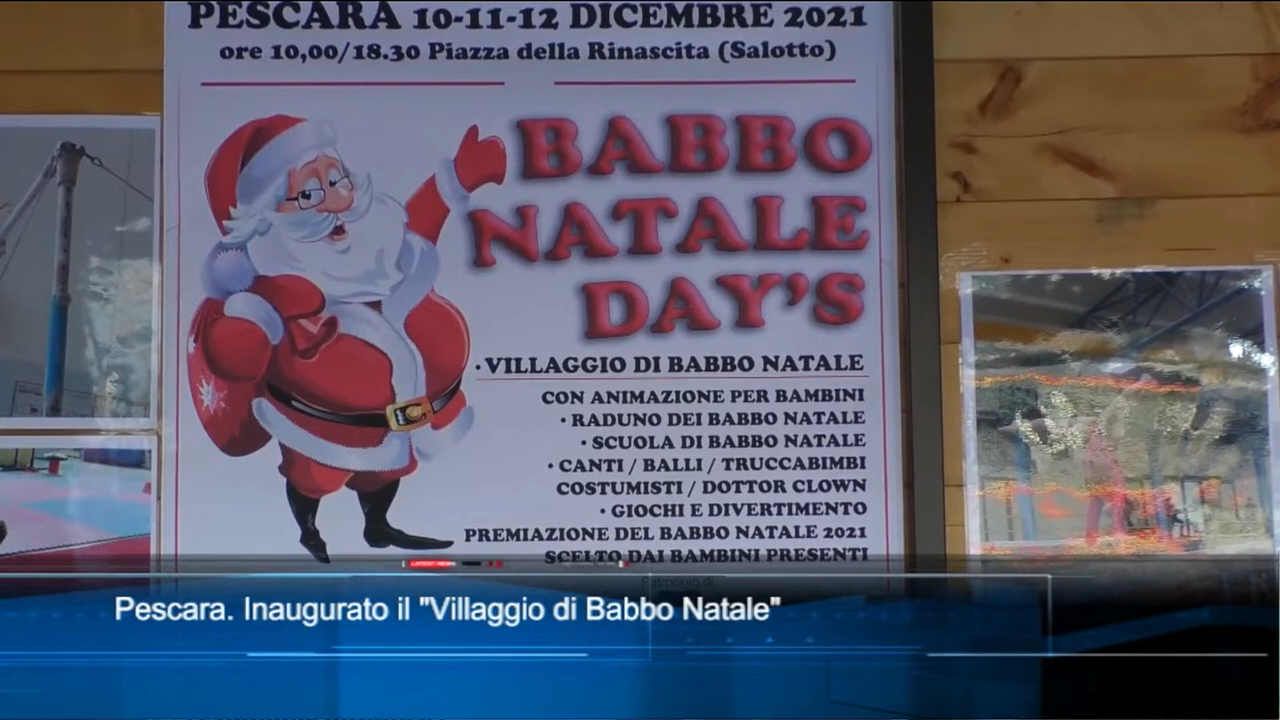 PESCARA 10-11-12 DICEMBRE 2021
ore 10,00/18.30 Piazza della Rinascita (Salotto)
BABBO
NATALE
DAY'S
• VILLAGGIO DI BABBO NATALE
CON ANIMAZIONE PER BAMBINI
• RADUNO DEI BABBO NATALE
• SCUOLA DI BABBO NATALE
• CANTI / BALLI / TRUCCABIMBI
COSTUMISTI / DOTTOR CLOWN
• GIOCHI E DIVERTIMENTO
PREMIAZIONE DEL BABBO NATALE 2021
SCELTO DAI BAMBINI PRESENTI
LATEST NEWS
Pescara. Inaugurato il "Villaggio di Babbo Natale"